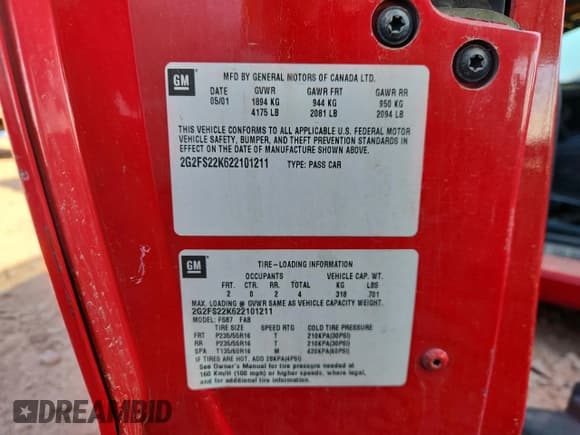 GM
MFD BY GENERAL MOTORS OF CANADA LTD.
DATE GVWR GAWR FRT GAWR RR
05/01 1894 KG 944 KG 950 KG
4175 LB 2081 LB 2094 LB
THIS VEHICLE CONFORMS TO ALL APPLICABLE U.S. FEDERAL MOTOR
VEHICLE SAFETY, BUMPER, AND THEFT PREVENTION STANDARDS IN
EFFECT ON THE DATE OF MANUFACTURE SHOWN ABOVE.
2G2FS22K622101211 TYPE: PASS CAR
GM
TIRE-LOADING INFORMATION
OCCUPANTS VEHICLE CAP. WT.
FRT. CTR. RR. TOTAL KG LBS
2 0 2 4 318 701
MAX. LOADING @ GVWR SAME AS VEHICLE CAPACITY WEIGHT.
2G2FS22K622101211
MODEL: FS87 FAB
TIRE SIZE SPEED RTG COLD TIRE PRESSURE
FRT P235/55R16 T 210KPA(30PSI)
RR P235/55R16 T 210KPA(30PSI)
SPA T135/60R16 M 420KPA(60PSI)
IF TIRES ARE HOT, ADD 28KPA(4PSI)
See Owner's Manual for tire pressure needed at
160 Km/H (100 mph) or higher speeds, where legal,
and for additional tire information.
DREAMBID